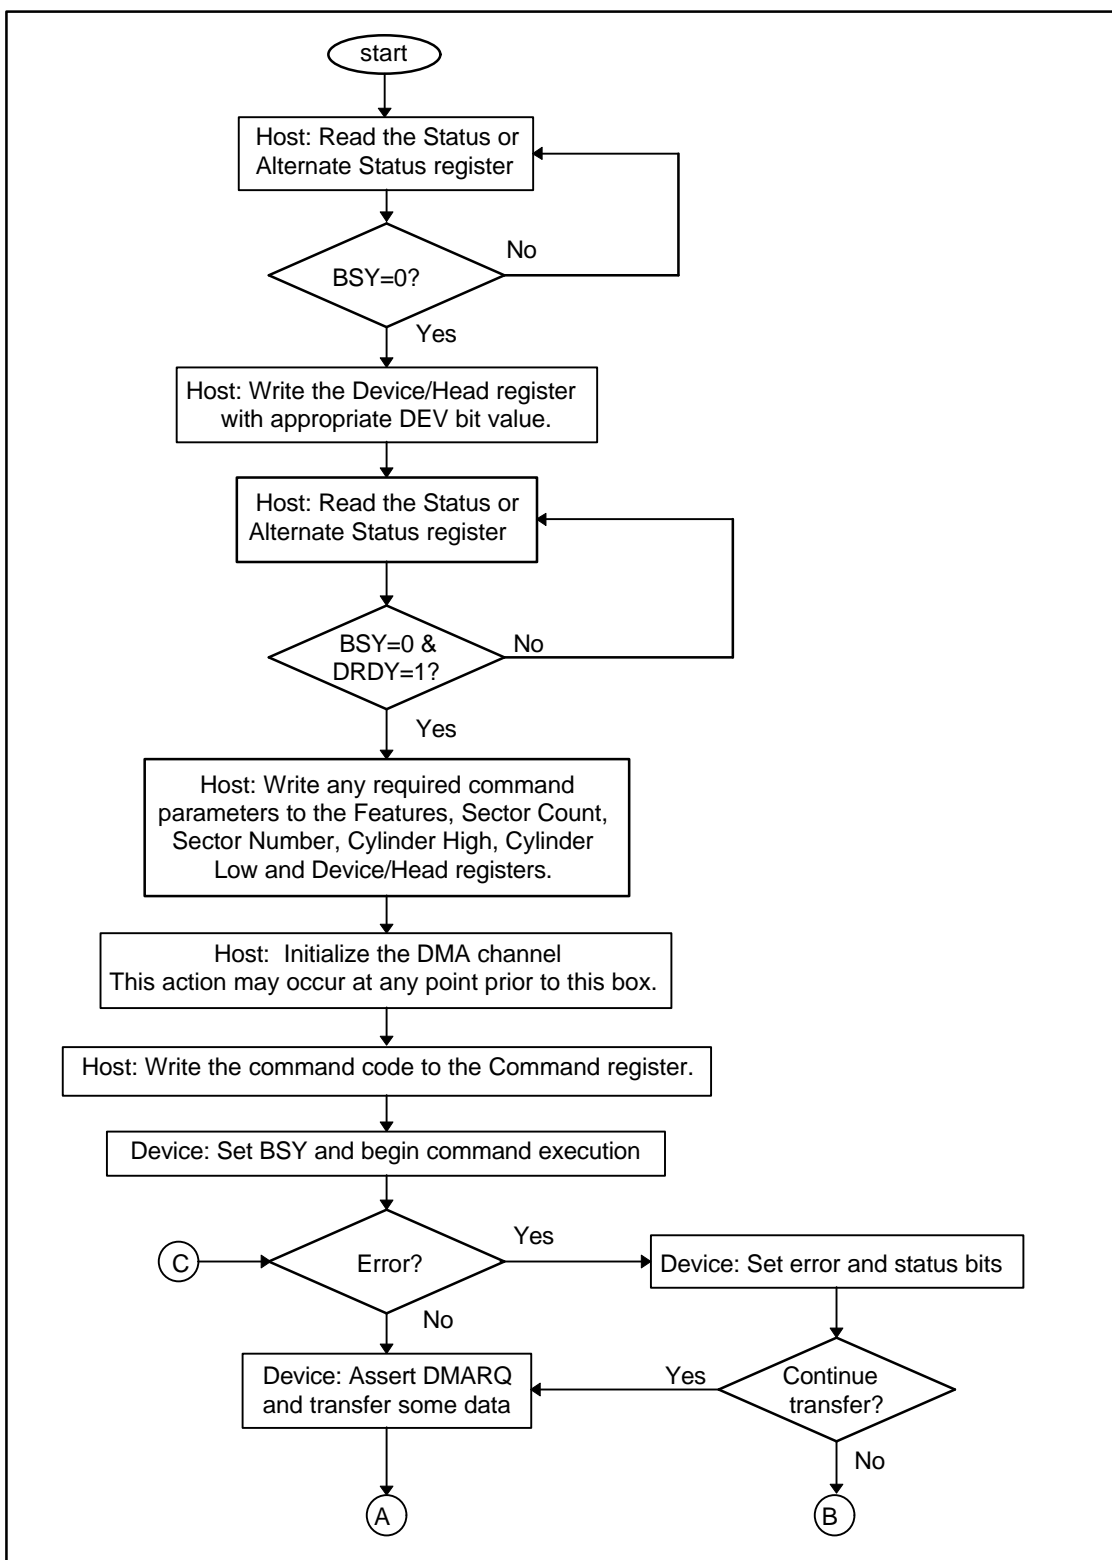 start
Host: Read the Status or
Alternate Status register
No
BSY=0?
Yes
Host: Write the Device/Head register
with appropriate DEV bit value.
Host: Read the Status or
Alternate Status register
BSY=0 &
DRDY=1?
No
Yes
Host: Write any required command
parameters to the Features, Sector Count,
Sector Number, Cylinder High, Cylinder
Low and Device/Head registers.
Host: Initialize the DMA channel
This action may occur at any point prior to this box.
Host: Write the command code to the Command register.
Device: Set BSY and begin command execution
C
Error?
Yes
Device: Set error and status bits
No
Device: Assert DMARQ
and transfer some data
Yes
Continue
transfer?
No
A
B